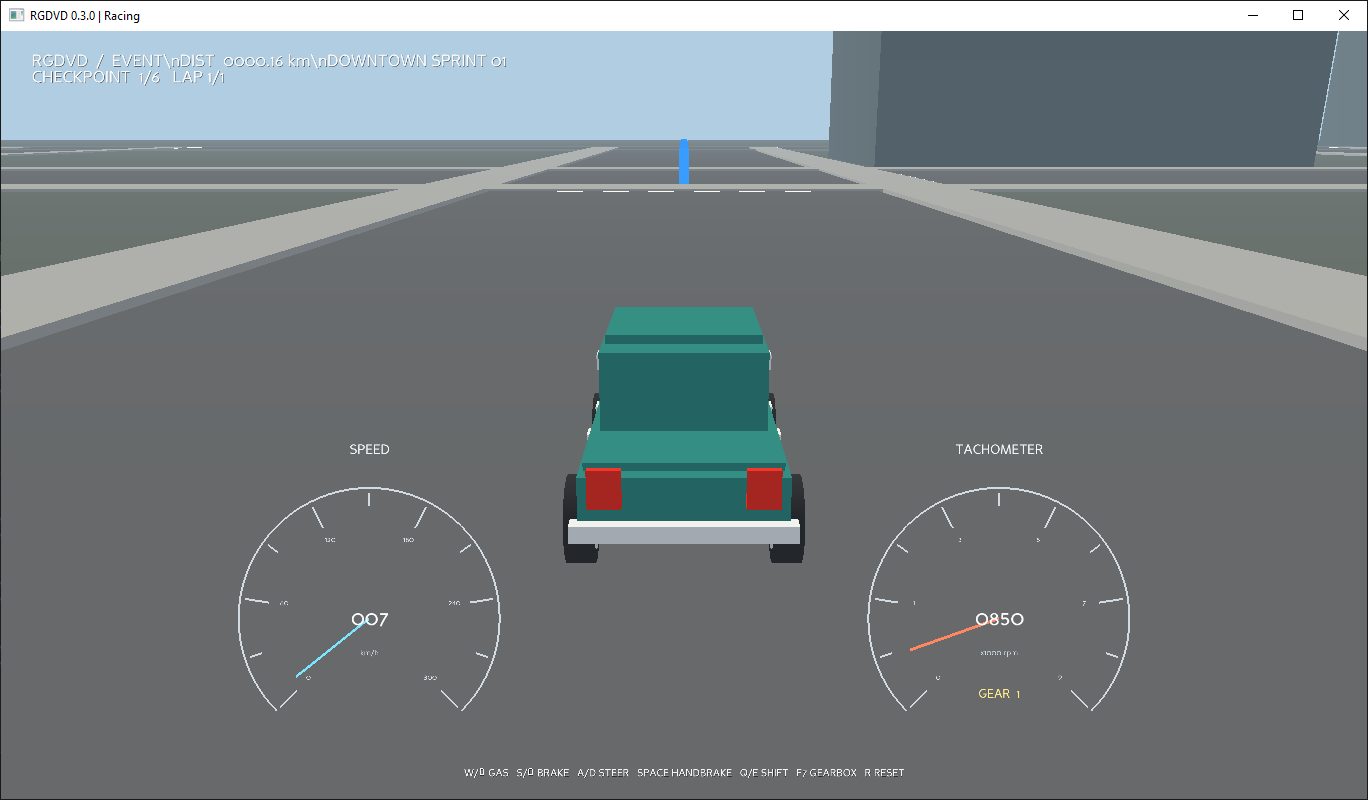 RGDVD 0.3.0 | Racing
RGDVD / EVENT\nDIST 0000.16 km\nDOWNTOWN SPRINT 01
CHECKPOINT 1/6 LAP 1/1
SPEED
TACHOMETER
120
160
60
240
007
km/h
0
300
3
5
1
7
0850
x1000 rpm
0
9
GEAR 1
GAS
BRAKE A/D STEER SPACE HANDBRAKE Q/E SHIFT F7 GEARBOX R RESET